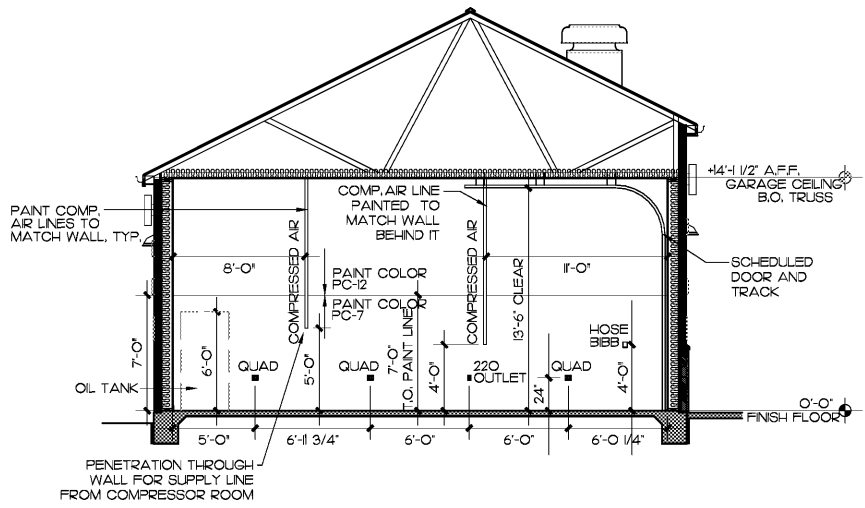 +14'-1 1/2" A.F.F.
GARAGE CEILING
B.O. TRUSS
PAINT COMP.
AIR LINES TO
MATCH WALL, TYP.
COMP. AIR LINE
PAINTED TO
MATCH WALL
BEHIND IT
COMPRESSED AIR
COMPRESSED AIR
8'-0"
11'-0"
SCHEDULED
DOOR AND
TRACK
PAINT COLOR
PC-12
PAINT COLOR
PC-7
13'-6" CLEAR
HOSE
BIBB
7'-0"
6'-0"
5'-0"
7'-0"
T.O. PAINT LINE
4'-0"
24"
4'-0"
OIL TANK
QUAD
QUAD
220
OUTLET
QUAD
0'-0"
FINISH FLOOR
5'-0"
6'-11 3/4"
6'-0"
6'-0"
6'-0 1/4"
PENETRATION THROUGH
WALL FOR SUPPLY LINE
FROM COMPRESSOR ROOM